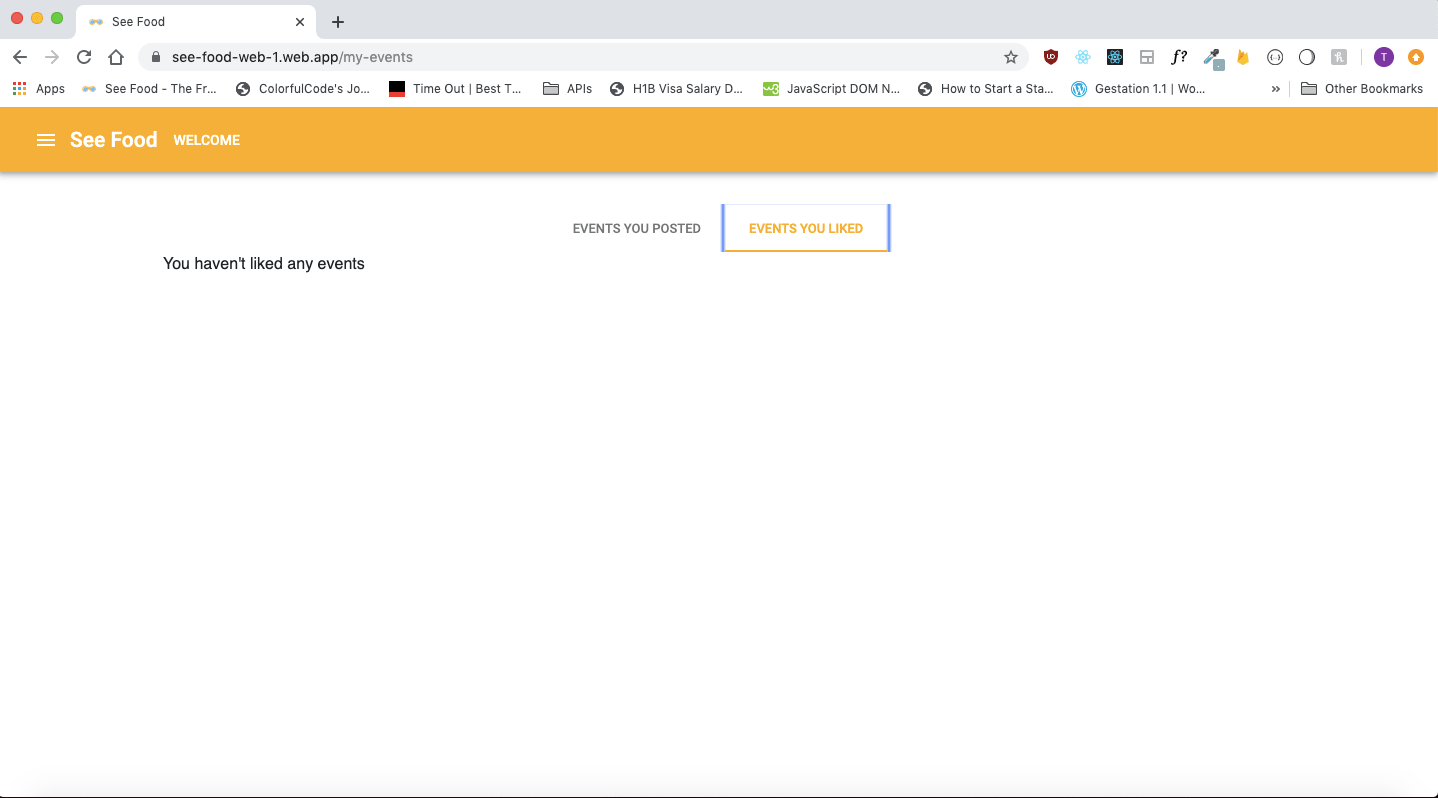 See Food
see-food-web-1.web.app/my-events
Apps See Food - The Fr... ColorfulCode's Jo... Time Out | Best T... APIs H1B Visa Salary D... JavaScript DOM N... How to Start a Sta... Gestation 1.1 | Wo... » Other Bookmarks
See Food WELCOME
EVENTS YOU POSTED EVENTS YOU LIKED
You haven't liked any events